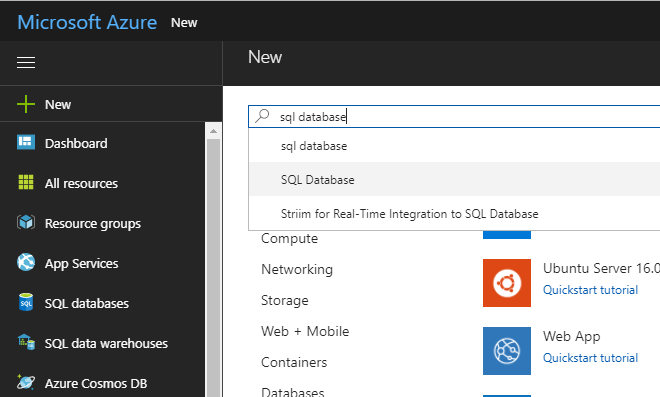 Microsoft Azure New
New
New
Dashboard
All resources
Resource groups
App Services
SQL databases
SQL data warehouses
Azure Cosmos DB
sql database
sql database
SQL Database
Striim for Real-Time Integration to SQL Database
Compute
Networking
Storage
Web + Mobile
Containers
Databases
Ubuntu Server 16.0
Quickstart tutorial
Web App
Quickstart tutorial